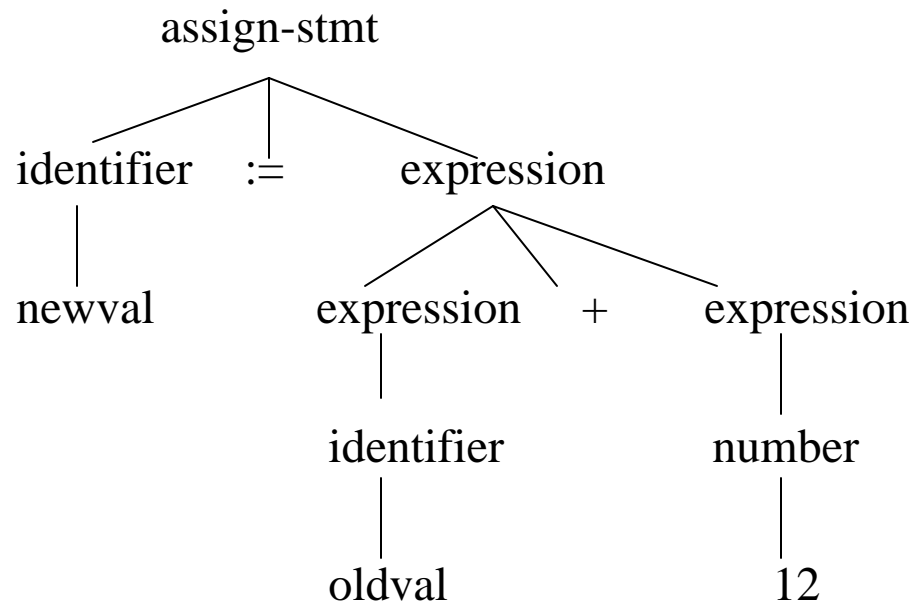 assign-stmt
identifier := expression
newval expression + expression
identifier number
oldval 12